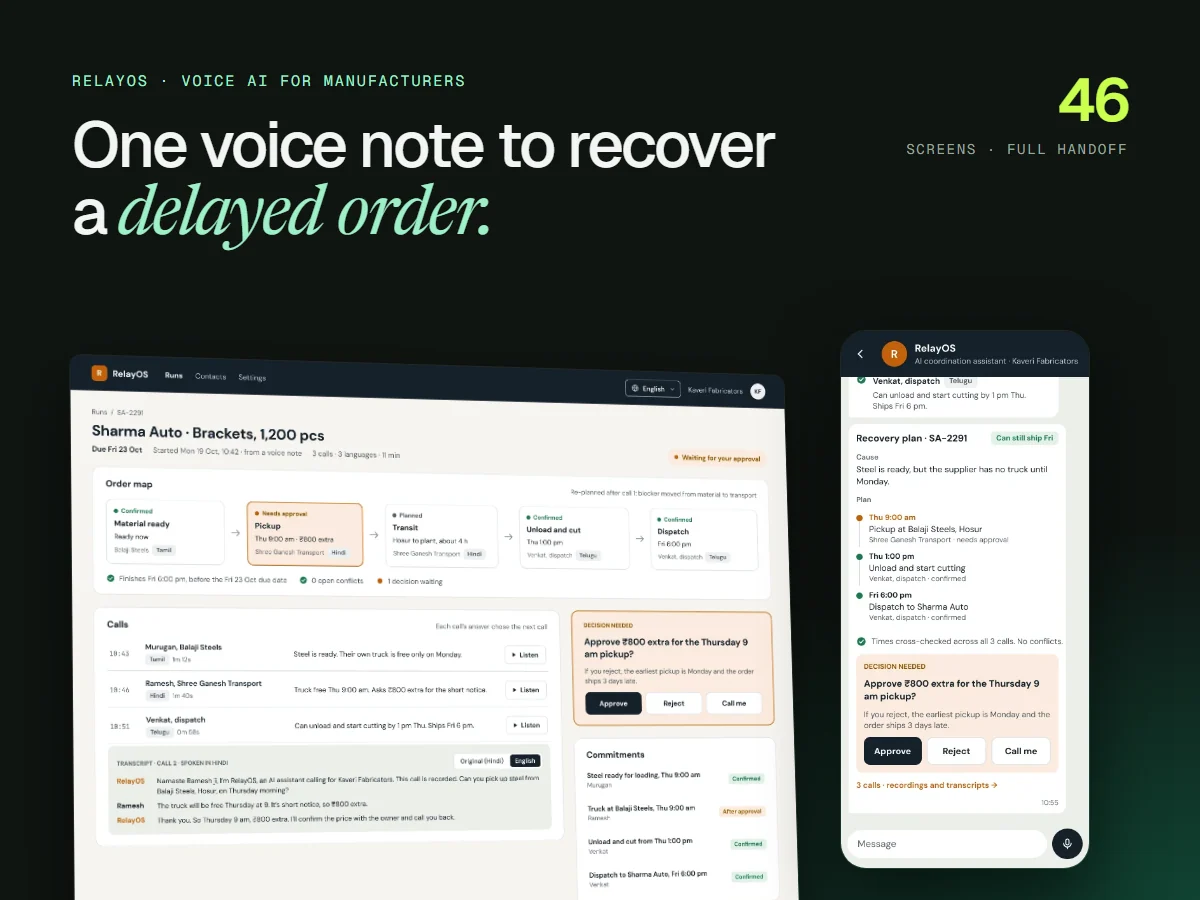 RELAYOS · VOICE AI FOR MANUFACTURERS
One voice note to recover
a delayed order.
46
SCREENS · FULL HANDOFF
R RelayOS Runs Contacts Settings
English
Kaveri Fabricators KF
Runs / SA-2291
Sharma Auto · Brackets, 1,200 pcs
Due Fri 23 Oct Started Mon 19 Oct, 10:42 · from a voice note 3 calls · 3 languages · 11 min
Waiting for your approval
Order map
Re-planned after call 1: blocker moved from material to transport
Confirmed
Material ready
Ready now
Balaji Steels Tamil
Needs approval
Pickup
Thu 9:00 am · ₹800 extra
Shree Ganesh Transport Hindi
Planned
Transit
Hosur to plant, about 4 h
Shree Ganesh Transport Hindi
Confirmed
Unload and cut
Thu 1:00 pm
Venkat, dispatch Telugu
Confirmed
Dispatch
Fri 6:00 pm
Venkat, dispatch Telugu
Finishes Fri 6:00 pm, before the Fri 23 Oct due date
0 open conflicts
1 decision waiting
Calls
Each call's answer chose the next call
10:43
Murugan, Balaji Steels
Tamil 1m 12s
Steel is ready. Their own truck is free only on Monday.
Listen
10:46
Ramesh, Shree Ganesh Transport
Hindi 1m 40s
Truck free Thu 9:00 am. Asks ₹800 extra for the short notice.
Listen
10:51
Venkat, dispatch
Telugu 0m 58s
Can unload and start cutting by 1 pm Thu. Ships Fri 6 pm.
Listen
TRANSCRIPT · CALL 2 · SPOKEN IN HINDI
Original (Hindi) English
RelayOS Namaste Ramesh ji, I'm RelayOS, an AI assistant calling for Kaveri Fabricators. This call is recorded. Can you pick up steel from
Balaji Steels, Hosur, on Thursday morning?
Ramesh The truck will be free Thursday at 9. It's short notice, so ₹800 extra.
RelayOS Thank you. So Thursday 9 am, ₹800 extra. I'll confirm the price with the owner and call you back.
DECISION NEEDED
Approve ₹800 extra for the Thursday 9
am pickup?
If you reject, the earliest pickup is Monday and the order
ships 3 days late.
Approve Reject Call me
Commitments
Steel ready for loading, Thu 9:00 am
Murugan
Confirmed
Truck at Balaji Steels, Thu 9:00 am
Ramesh
After approval
Unload and cut from Thu 1:00 pm
Venkat
Confirmed
Dispatch to Sharma Auto, Fri 6:00 pm
Venkat
Confirmed
R
RelayOS
AI coordination assistant · Kaveri Fabricators
Venkat, dispatch Telugu
Can unload and start cutting by 1 pm Thu.
Ships Fri 6 pm.
Recovery plan · SA-2291
Can still ship Fri
Cause
Steel is ready, but the supplier has no truck until
Monday.
Plan
Thu 9:00 am
Pickup at Balaji Steels, Hosur
Shree Ganesh Transport · needs approval
Thu 1:00 pm
Unload and start cutting
Venkat, dispatch · confirmed
Fri 6:00 pm
Dispatch to Sharma Auto
Venkat, dispatch · confirmed
Times cross-checked across all 3 calls. No conflicts.
DECISION NEEDED
Approve ₹800 extra for the Thursday 9
am pickup?
If you reject, the earliest pickup is Monday and the
order ships 3 days late.
Approve Reject Call me
3 calls · recordings and transcripts →
10:55
Message